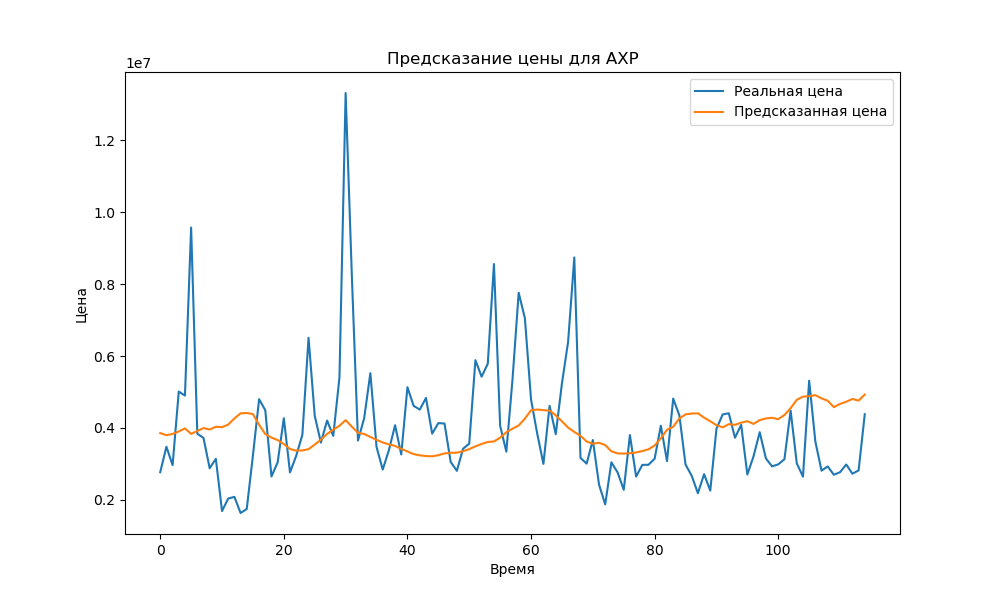 Предсказание цены для AXP
1e7
Реальная цена
Предсказанная цена
1.2
1.0
0.8
0.6
0.4
0.2
Цена
0 20 40 60 80 100
Время